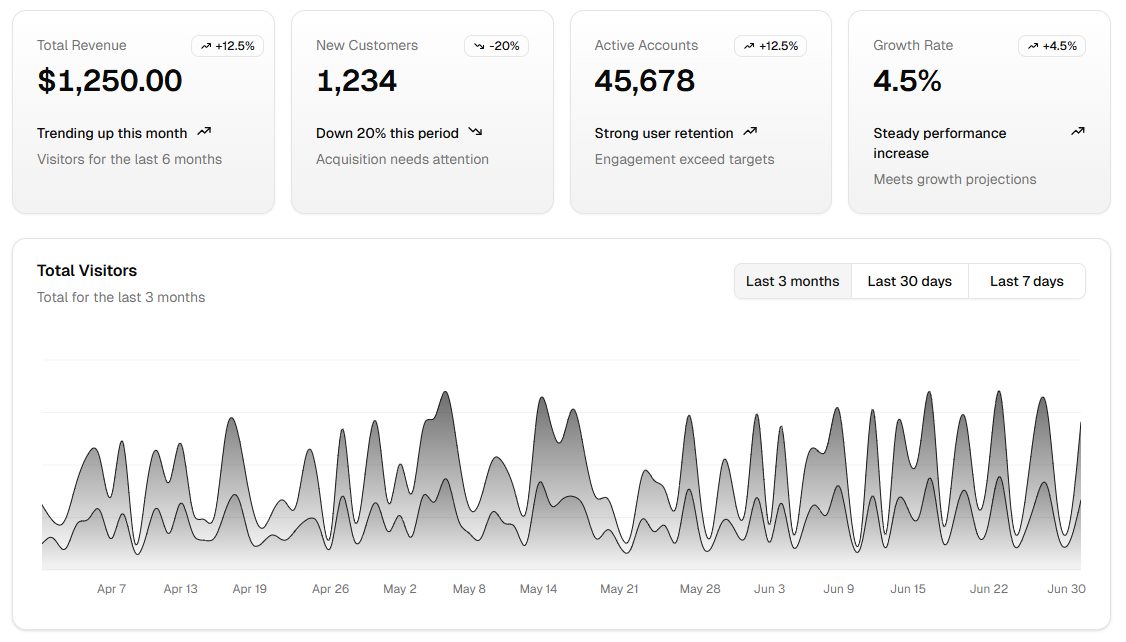 Total Revenue
+12.5%
$1,250.00
Trending up this month
Visitors for the last 6 months
New Customers
-20%
1,234
Down 20% this period
Acquisition needs attention
Active Accounts
+12.5%
45,678
Strong user retention
Engagement exceed targets
Growth Rate
+4.5%
4.5%
Steady performance
increase
Meets growth projections
Total Visitors
Total for the last 3 months
Last 3 months
Last 30 days
Last 7 days
Apr 7
Apr 13
Apr 19
Apr 26
May 2
May 8
May 14
May 21
May 28
Jun 3
Jun 9
Jun 15
Jun 22
Jun 30